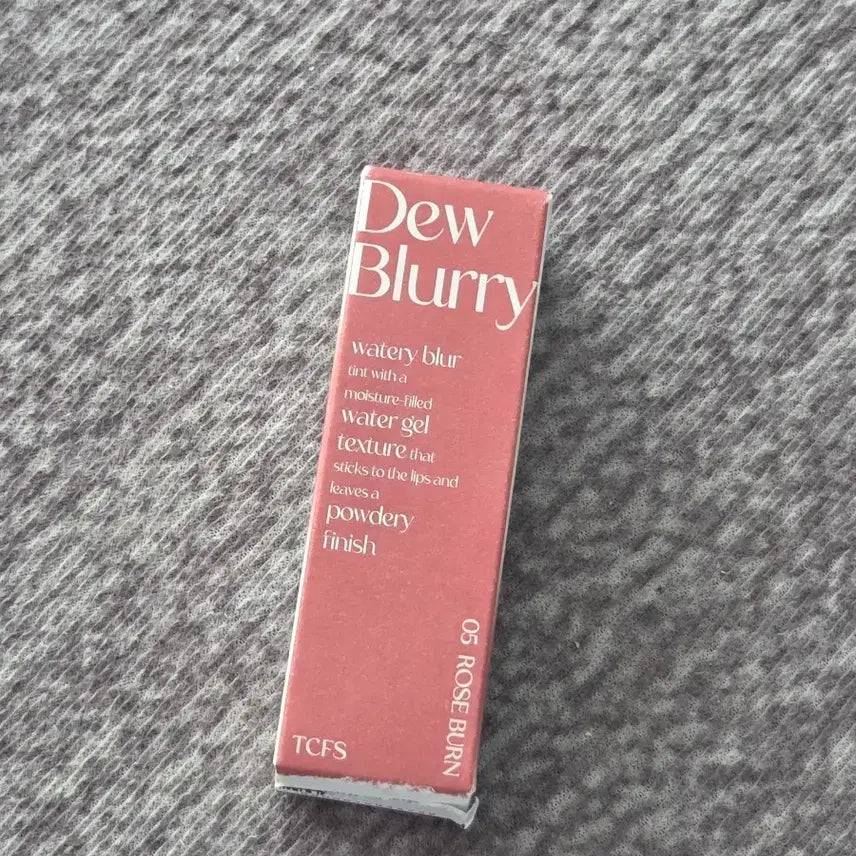 Dew
Blurry
watery blur
tint with a
moisture-filled
water gel
texture that
sticks to the lips and
leaves a
powdery
finish
05 ROSE BURN
TCFS